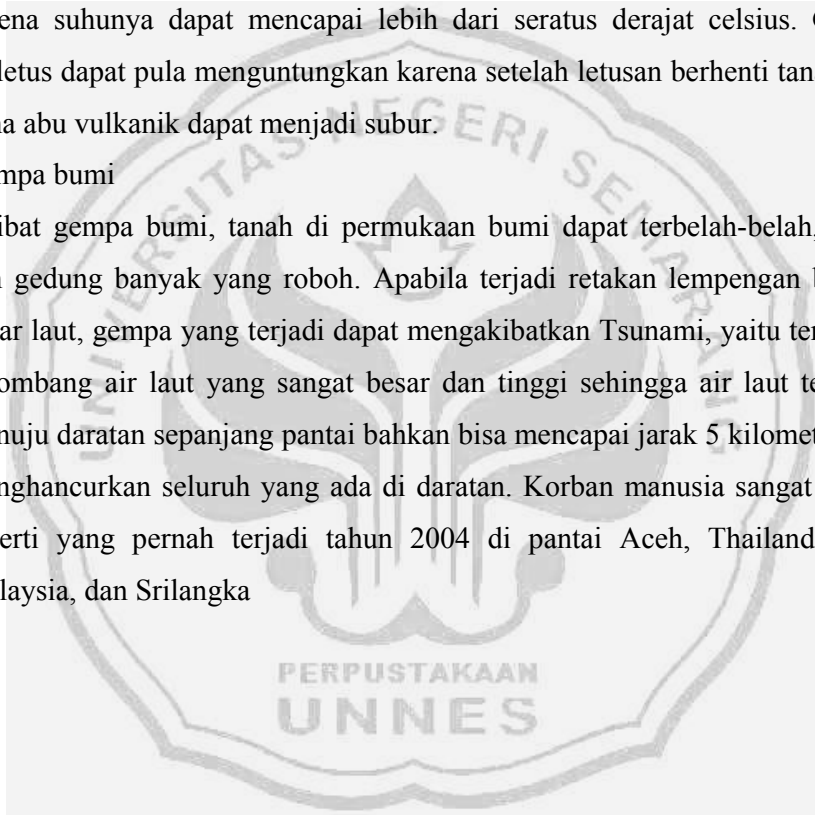 ena suhunya dapat mencapai lebih dari seratus derajat celsius.
letus dapat pula menguntungkan karena setelah letusan berhenti tan
na abu vulkanik dapat menjadi subur.
mpa bumi
ibat gempa bumi, tanah di permukaan bumi dapat terbelah-belah,
gedung banyak yang roboh. Apabila terjadi retakan lempengan
ar laut, gempa yang terjadi dapat mengakibatkan Tsunami, yaitu ter
ombang air laut yang sangat besar dan tinggi sehingga air laut te
nuju daratan sepanjang pantai bahkan bisa mencapai jarak 5 kilomet
nghancurkan seluruh yang ada di daratan. Korban manusia sangat
erti yang pernah terjadi tahun 2004 di pantai Aceh, Thailand
laysia, dan Srilangka
UNIVERSITAS NEGERI SEMARANG
PERPUSTAKAAN
UNNES